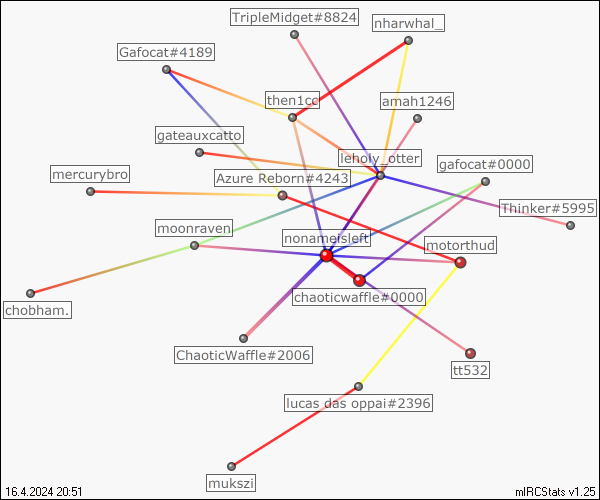 TripleMidget#8824
nharwhal_
Gafocat#4189
then1cc
amah1246
gateauxcatto
leholy_otter
gafocat#0000
mercurybro
Azure Reborn#4243
Thinker#5995
moonraven
nonameisleft
motorthud
chaoticwaffle#0000
chobham.
ChaoticWaffle#2006
tt532
lucas das oppai#2396
mukszi
16.4.2024 20:51
mIRCStats v1.25